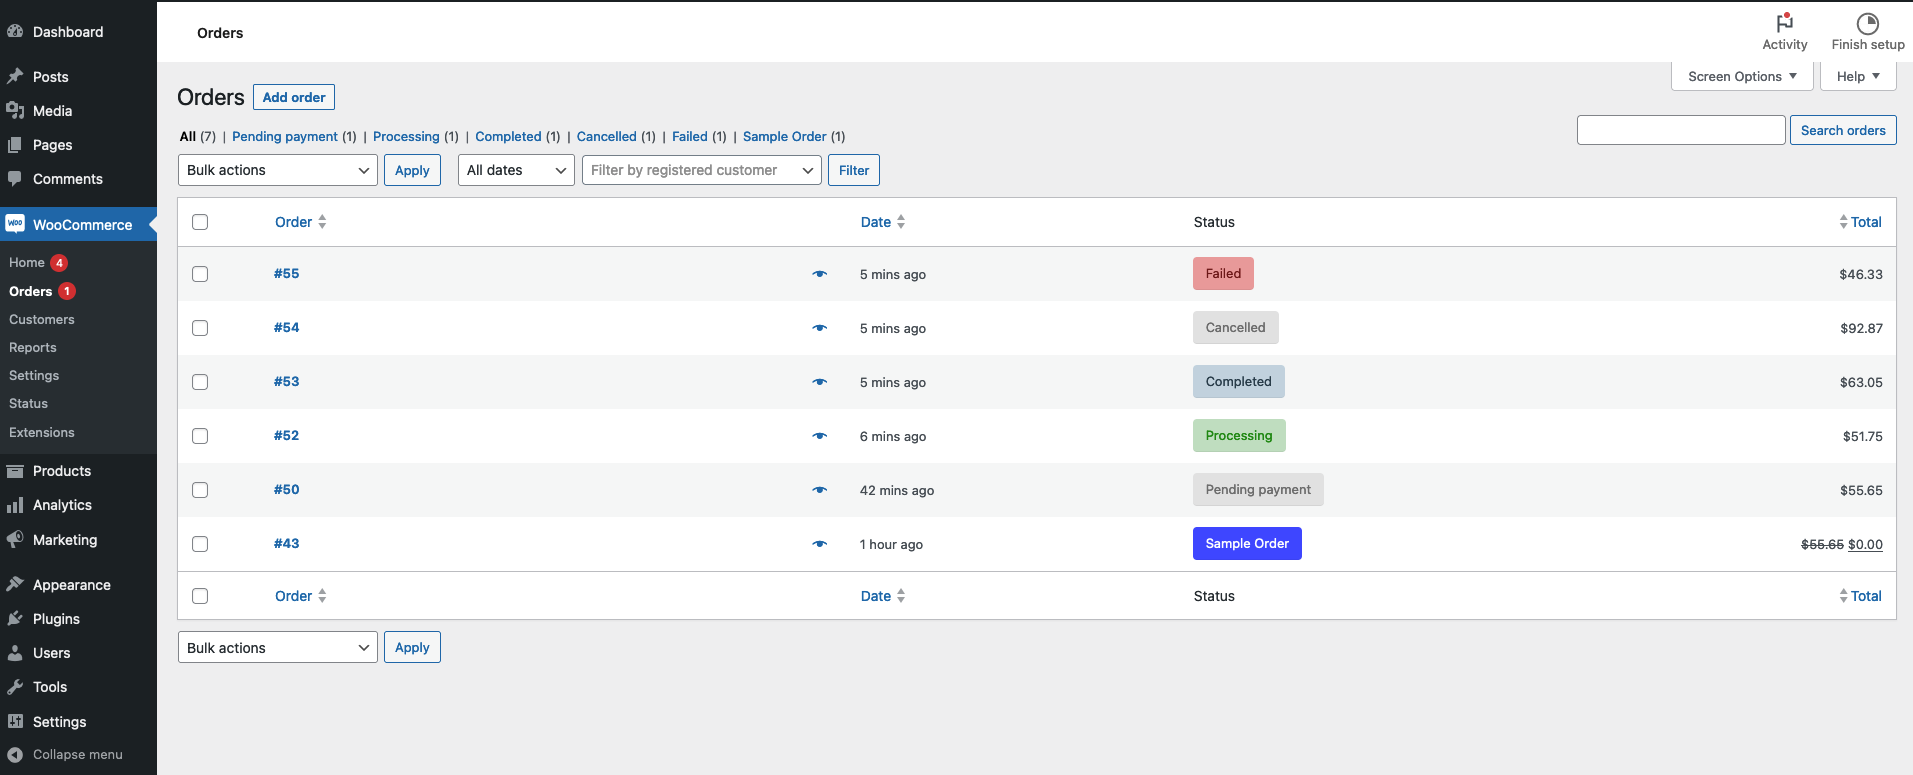 Dashboard
Posts
Media
Pages
Comments
WOO WooCommerce
Home 4
Orders 1
Customers
Reports
Settings
Status
Extensions
Products
Analytics
Marketing
Appearance
Plugins
Users
Tools
Settings
Collapse menu
Orders
Activity
Finish setup
Screen Options
Help
Orders Add order
All (7) | Pending payment (1) | Processing (1) | Completed (1) | Cancelled (1) | Failed (1) | Sample Order (1)
Search orders
Bulk actions Apply All dates Filter by registered customer Filter
Order Date Status Total
#55 5 mins ago Failed $46.33
#54 5 mins ago Cancelled $92.87
#53 5 mins ago Completed $63.05
#52 6 mins ago Processing $51.75
#50 42 mins ago Pending payment $55.65
#43 1 hour ago Sample Order $55.65 $0.00
Order Date Status Total
Bulk actions Apply